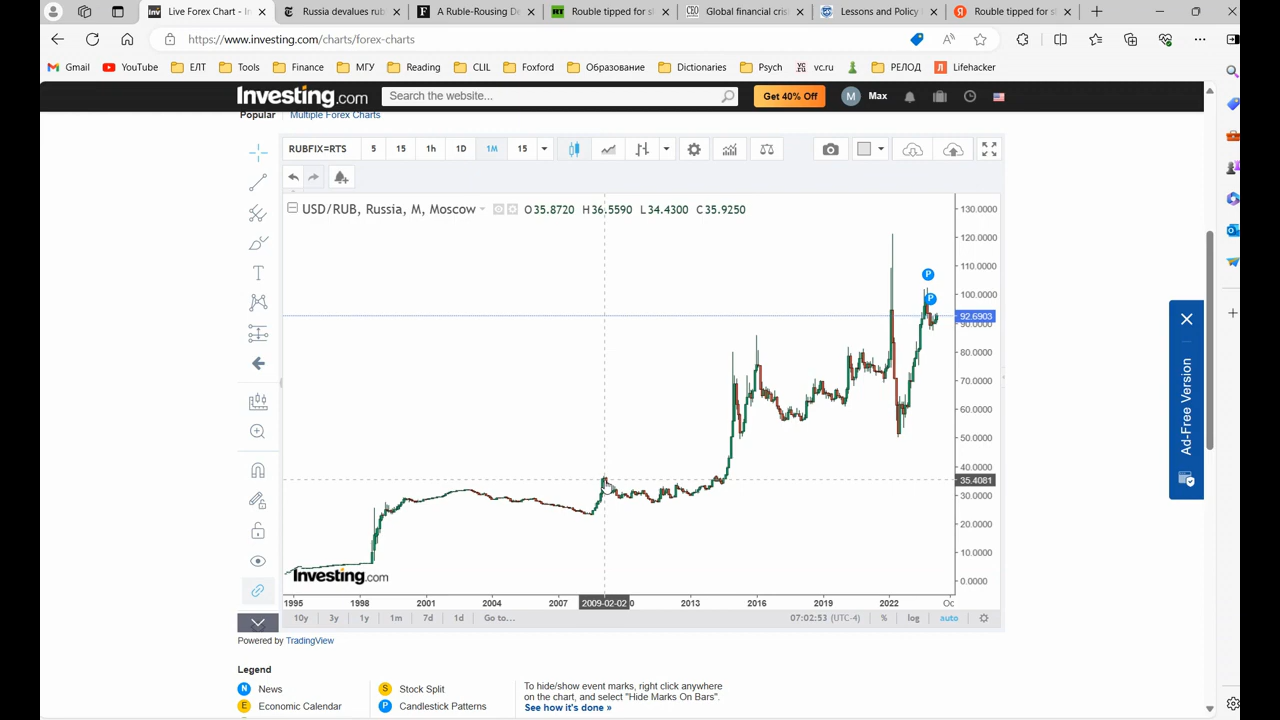 Live Forex Chart - In
Russia devalues rub
A Ruble-Rousing De
RT
Rouble tipped for sl
CEO
Global financial cris
Loans and Policy
Rouble tipped for sl
https://www.investing.com/charts/forex-charts
Gmail
YouTube
ЕЛТ
Tools
Finance
МГУ
Reading
CLIL
Foxford
Образование
Dictionaries
Psych
vc.ru
РЕЛОД
Lifehacker
Investing.com
Search the website...
Get 40% Off
M
Max
Popular
Multiple Forex Charts
RUBFIX=RTS
5
15
1h
1D
1M
15
USD/RUB, Russia, M, Moscow
O35.8720 H36.5590 L34.4300 C35.9250
130.0000
120.0000
110.0000
100.0000
92.6903
90.0000
80.0000
70.0000
60.0000
50.0000
40.0000
35.4081
30.0000
20.0000
10.0000
0.0000
P
P
Investing.com
1995
1998
2001
2004
2007
2009-02-02
0
2013
2016
2019
2022
Oc
10y
3y
1y
1m
7d
1d
Go to...
07:02:53 (UTC-4)
%
log
auto
Powered by TradingView
Ad-Free Version
Legend
N News
S Stock Split
E Economic Calendar
P Candlestick Patterns
To hide/show event marks, right click anywhere
on the chart, and select "Hide Marks On Bars".
See how it's done »